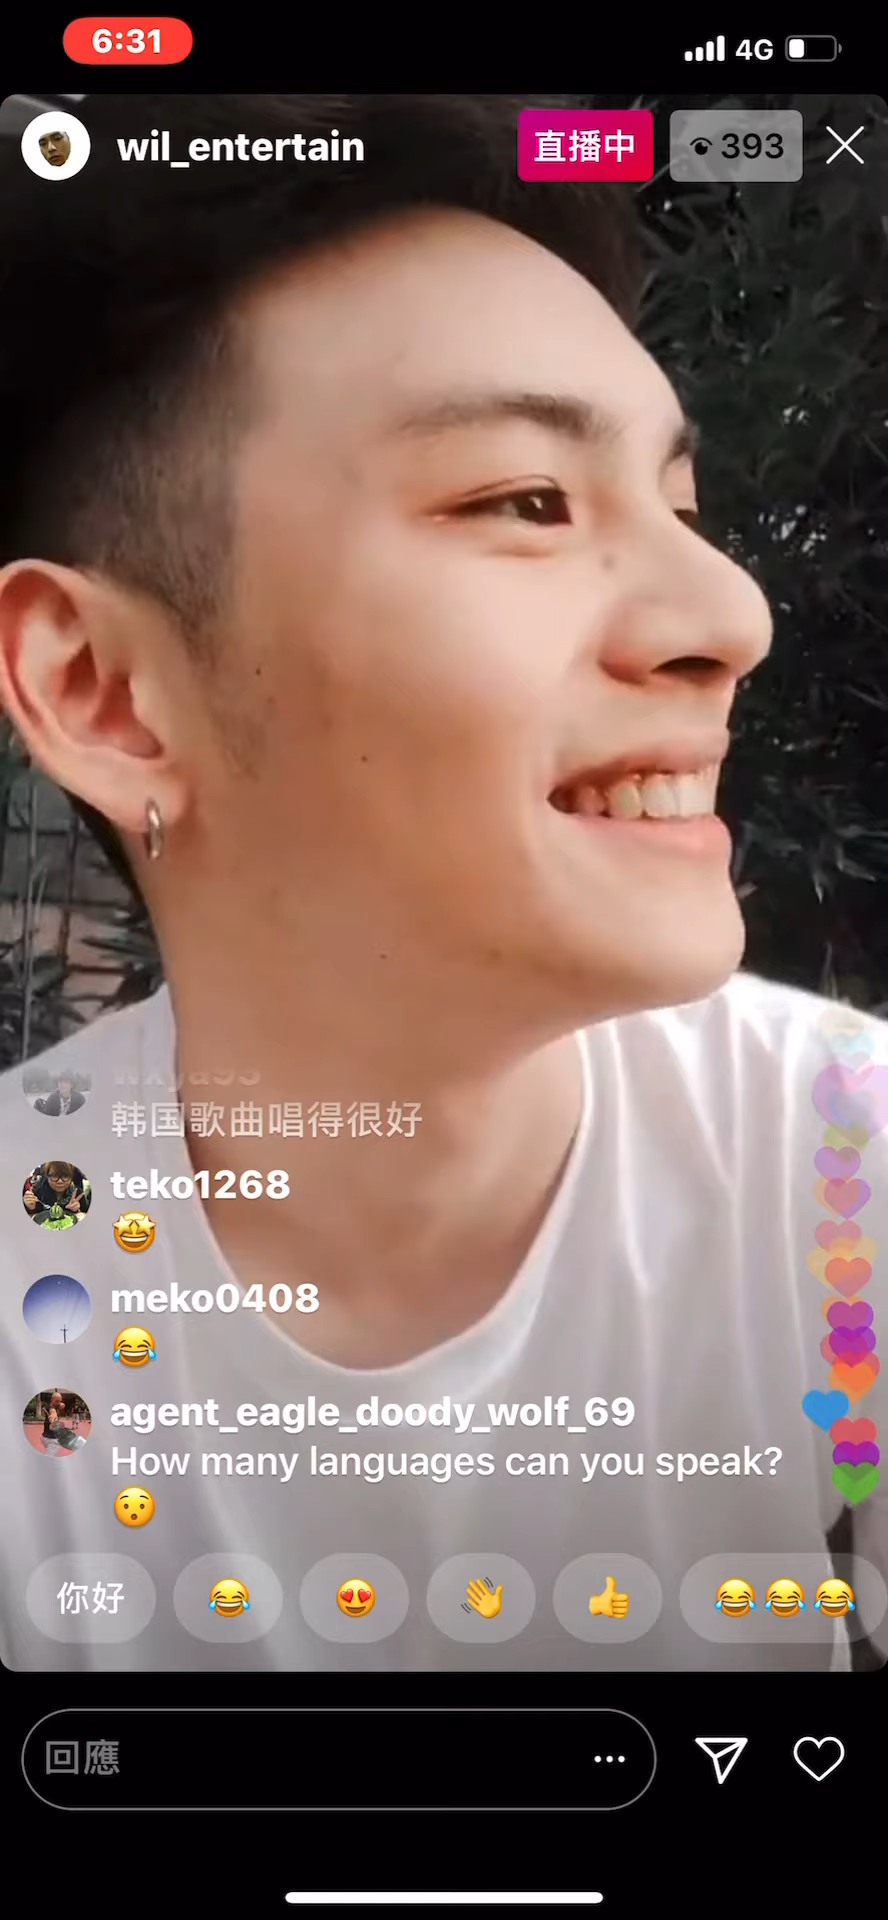 6:31
4G
wil_entertain
直播中
393
韩国歌曲唱得很好
teko1268
meko0408
agent_eagle_doody_wolf_69
How many languages can you speak?
你好
回應